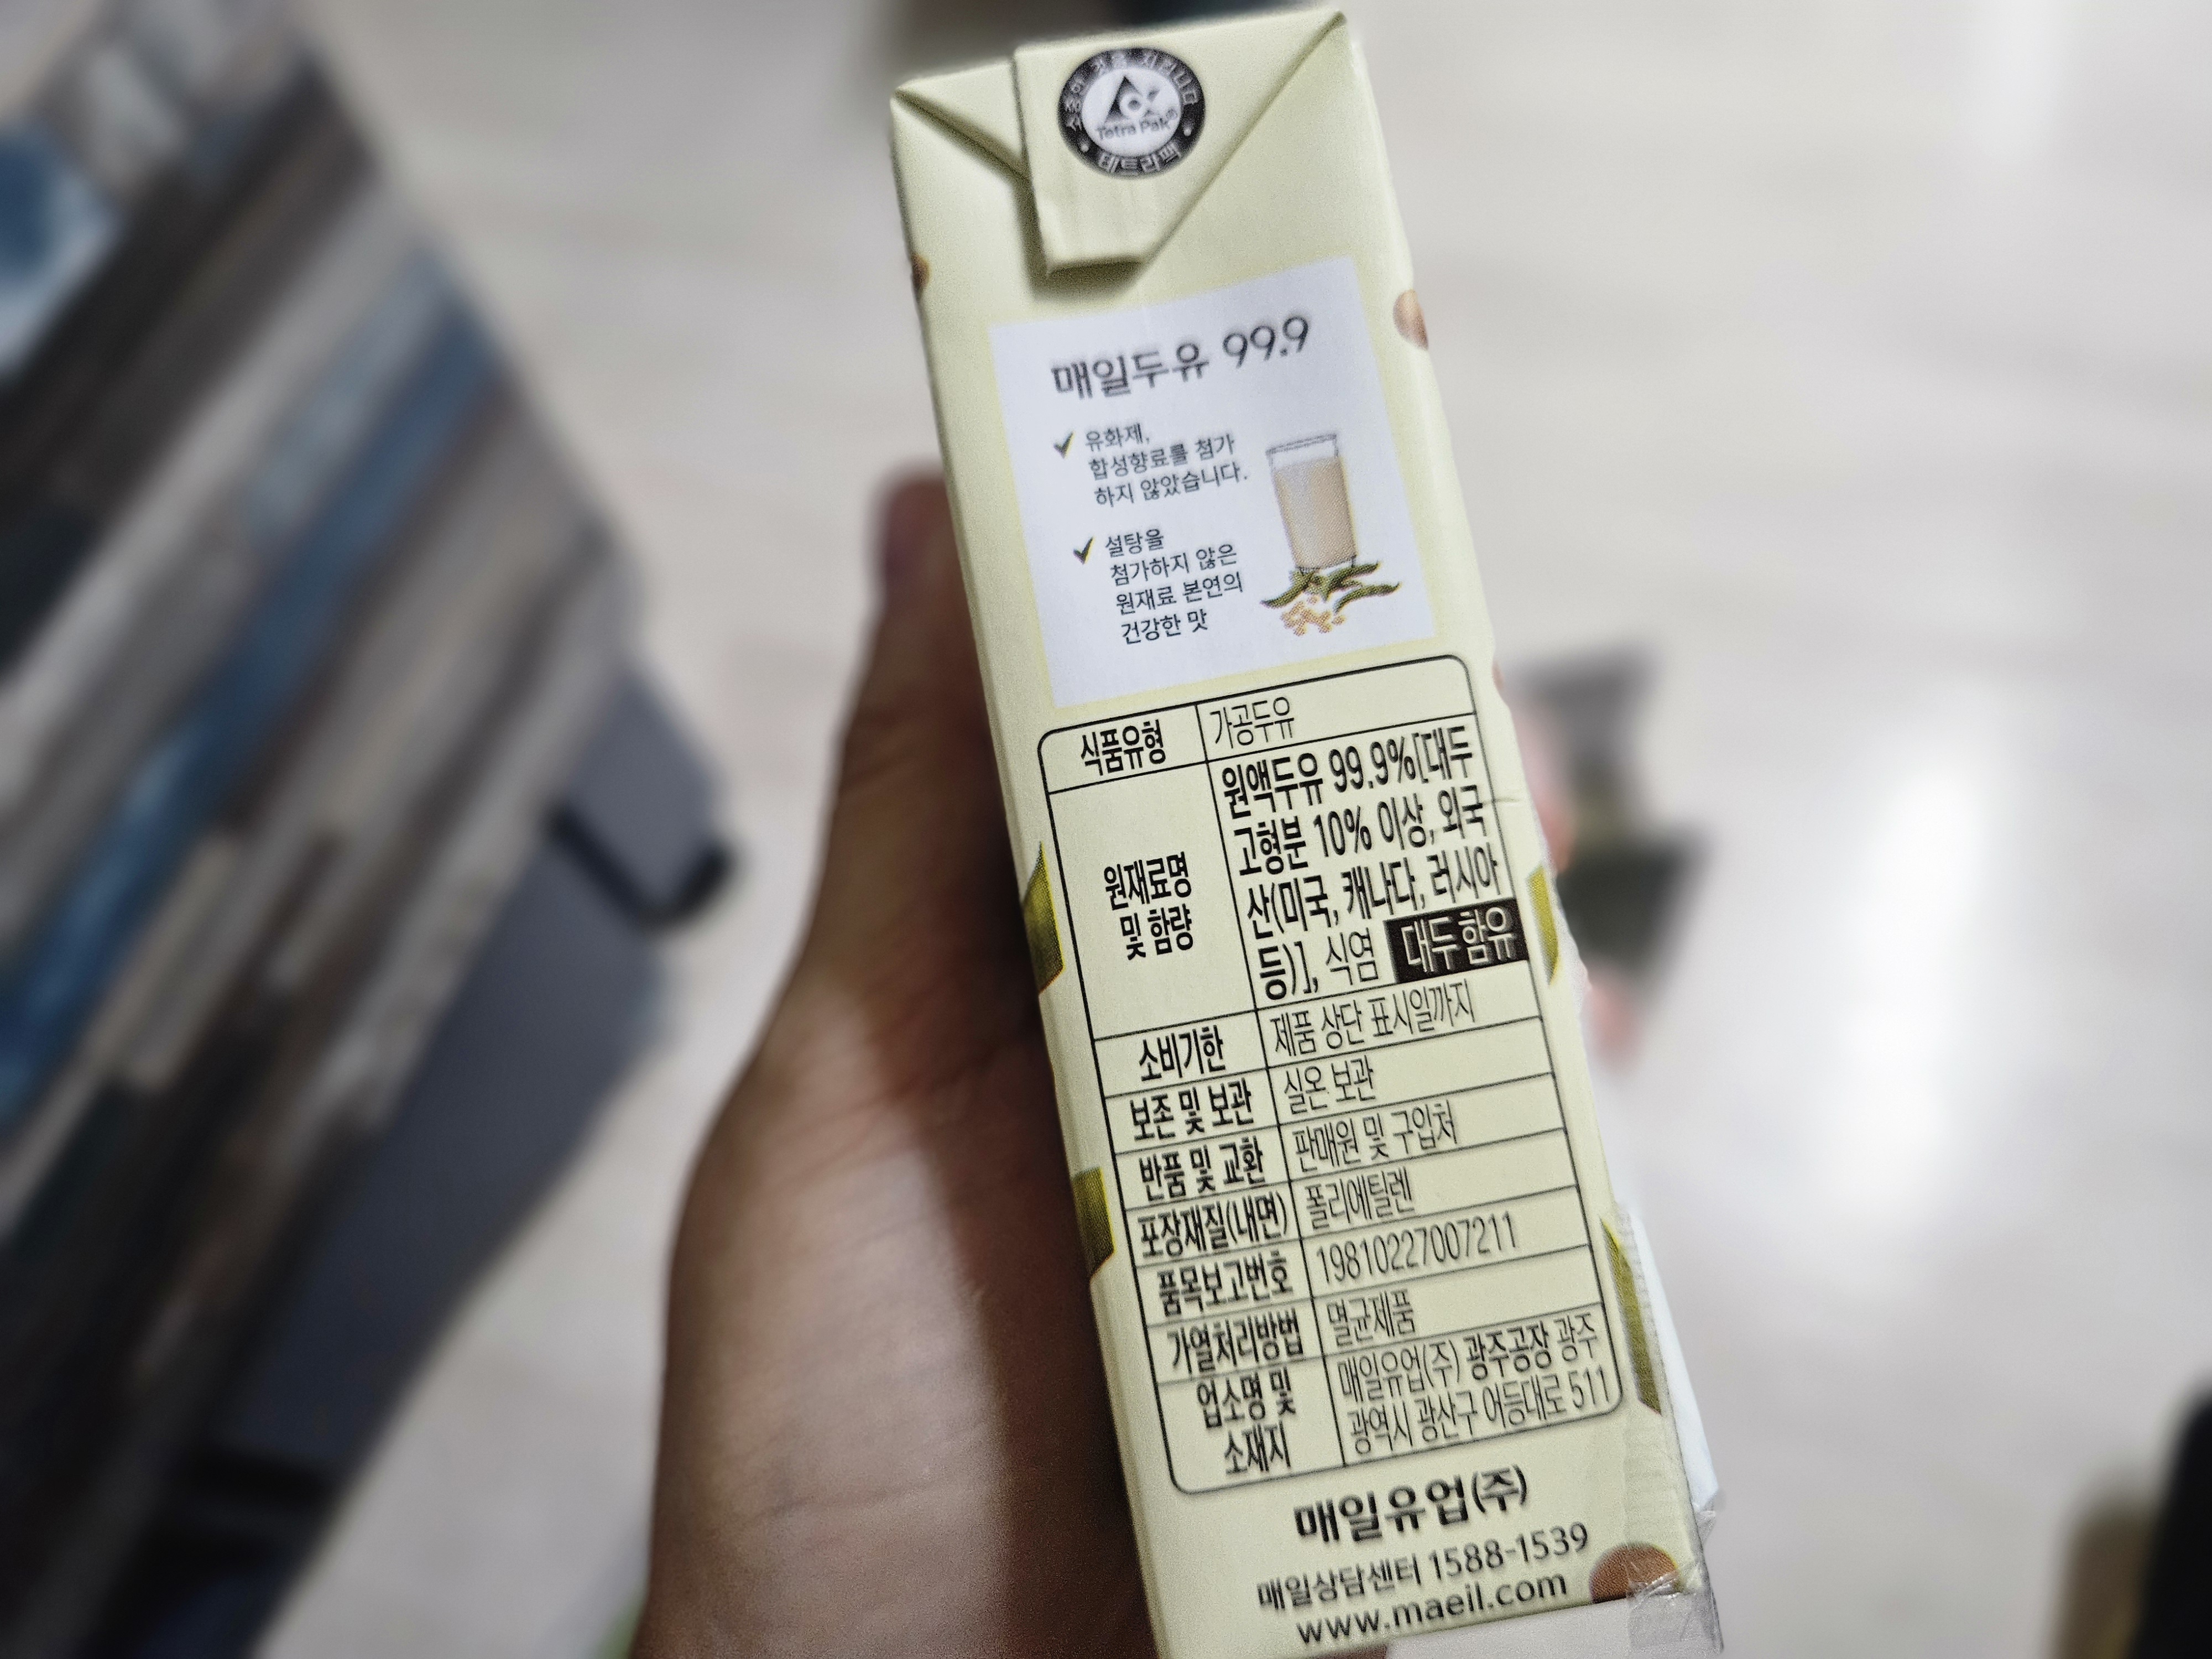 소중한 것을 지킵니다
Tetra Pak®
테트라팩
매일두유 99.9
유화제,
합성향료를 첨가
하지 않았습니다.
설탕을
첨가하지 않은
원재료 본연의
건강한 맛
식품유형 가공두유
원재료명
및 함량
원액두유 99.9%[대두
고형분 10% 이상, 외국
산(미국, 캐나다, 러시아
등)], 식염 대두 함유
소비기한 제품 상단 표시일까지
보존 및 보관 실온 보관
반품 및 교환 판매원 및 구입처
포장재질(내면) 폴리에틸렌
품목보고번호 19810227007211
가열처리방법 멸균제품
업소명 및
소재지
매일유업(주) 광주공장 광주
광역시 광산구 어등대로 511
매일유업(주)
매일상담센터 1588-1539
www.maeil.com